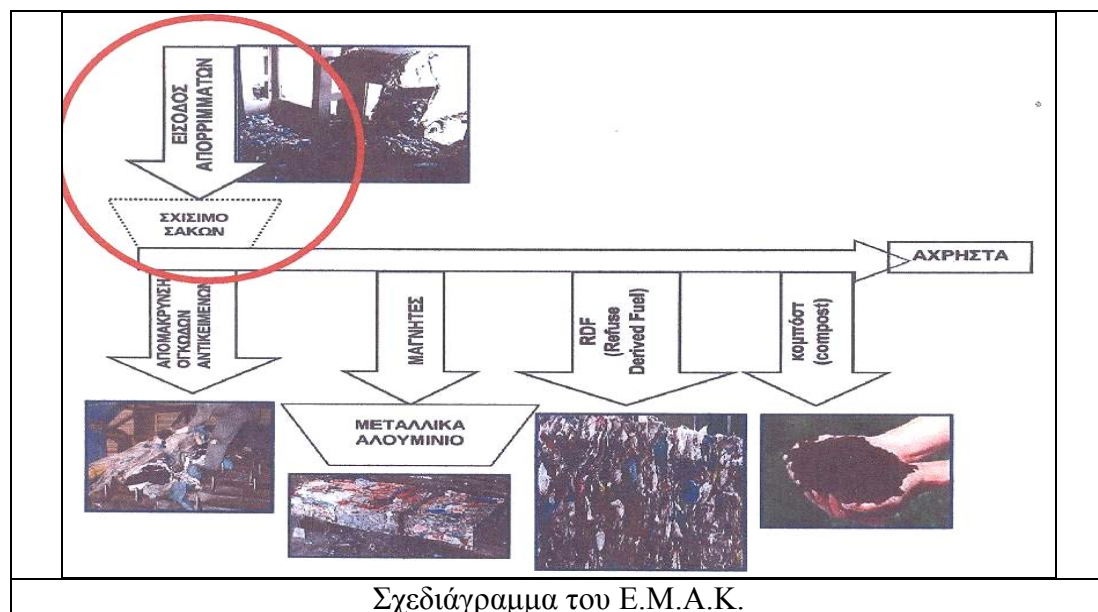 ΕΙΣΟΔΟΣ
ΑΠΟΡΡΙΜΜΑΤΩΝ
ΣΧΙΣΙΜΟ
ΣΑΚΩΝ
ΑΧΡΗΣΤΑ
ΑΠΟΜΑΚΡΥΝΣΗ
ΟΓΚΩΔΩΝ
ΑΝΤΙΚΕΙΜΕΝΩΝ
ΜΑΓΝΗΤΕΣ
RDF
(Refuse
Derived Fuel)
κομπόστ
(compost)
ΜΕΤΑΛΛΙΚΑ
ΑΛΟΥΜΙΝΙΟ
Σχεδιάγραμμα του Ε.Μ.Α.Κ.